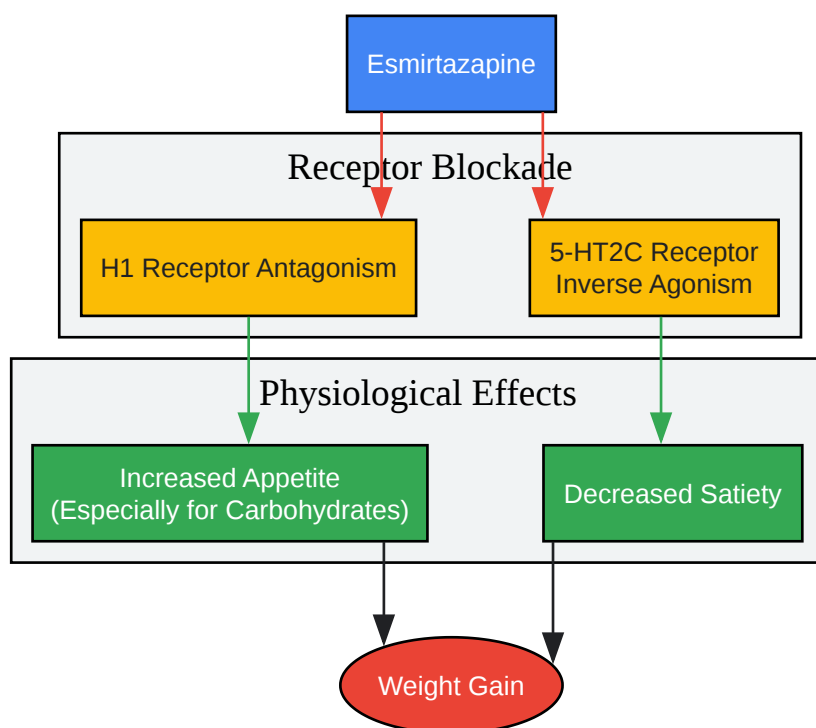 Esmirtazapine
Receptor Blockade
H1 Receptor Antagonism
5-HT2C Receptor
Inverse Agonism
Physiological Effects
Increased Appetite
(Especially for Carbohydrates)
Decreased Satiety
Weight Gain